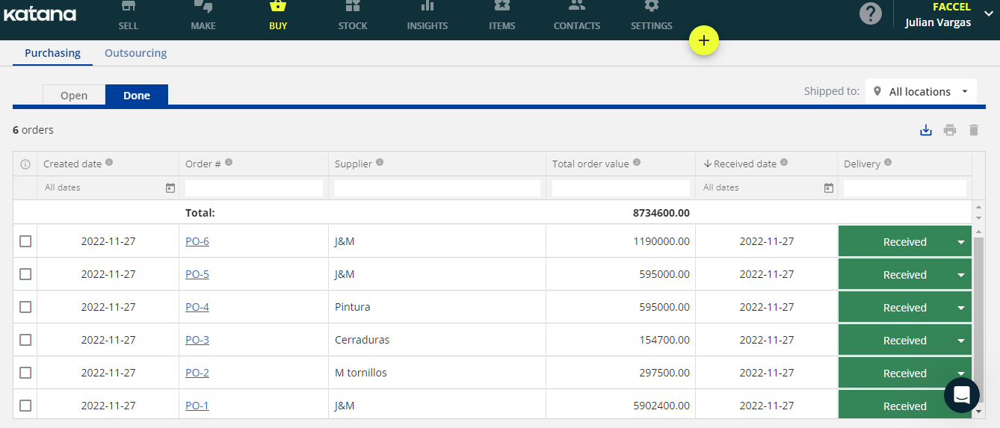 katana
SELL MAKE BUY STOCK INSIGHTS ITEMS CONTACTS SETTINGS
+
?
FACCEL
Julian Vargas
Purchasing Outsourcing
Open Done
Shipped to: All locations
6 orders
Created date Order # Supplier Total order value Received date Delivery
All dates All dates
Total: 8734600.00
2022-11-27 PO-6 J&M 1190000.00 2022-11-27 Received
2022-11-27 PO-5 J&M 595000.00 2022-11-27 Received
2022-11-27 PO-4 Pintura 595000.00 2022-11-27 Received
2022-11-27 PO-3 Cerraduras 154700.00 2022-11-27 Received
2022-11-27 PO-2 M tornillos 297500.00 2022-11-27 Received
2022-11-27 PO-1 J&M 5902400.00 2022-11-27 Received